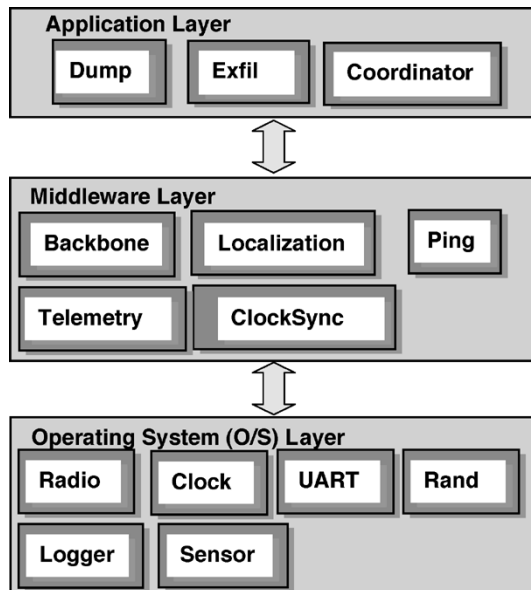 Application Layer
Dump Exfil Coordinator
Middleware Layer
Backbone Localization Ping
Telemetry ClockSync
Operating System (O/S) Layer
Radio Clock UART Rand
Logger Sensor